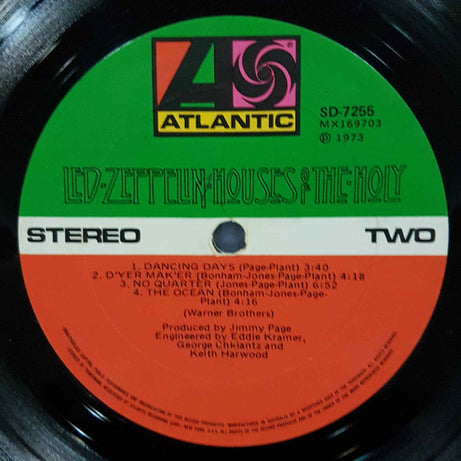 ATLANTIC
SD-7255
MX169703
℗ 1973
LED·ZEPPELIN·HOUSES OF·THE·HOLY
STEREO
TWO
1. DANCING DAYS (Page-Plant) 3:40
2. D'YER MAK'ER (Bonham-Jones-Page-Plant) 4:18
3. NO QUARTER (Jones-Page-Plant) 6:52
4. THE OCEAN (Bonham-Jones-Page-
Plant) 4:16
(Warner Brothers)
Produced by Jimmy Page
Engineered by Eddie Kramer,
George Chkiantz and
Keith Harwood